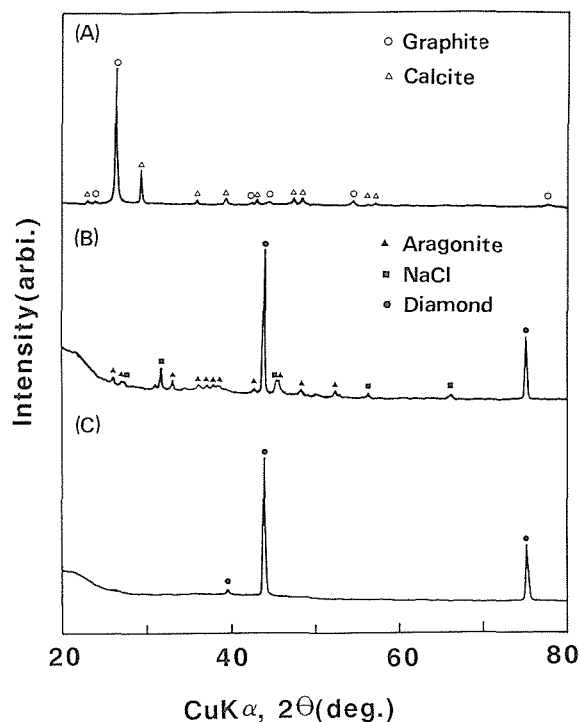 (A)
○ Graphite
△ Calcite
(B)
▲ Aragonite
NaCl
Diamond
(C)
Intensity(arbi.)
20 40 60 80
CuKα, 2Θ(deg.)